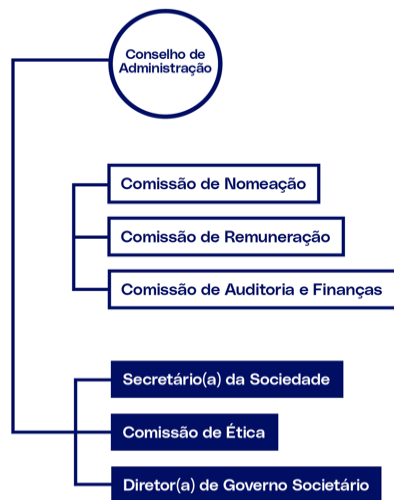 Conselho de
Administração
Comissão de Nomeação
Comissão de Remuneração
Comissão de Auditoria e Finanças
Secretário(a) da Sociedade
Comissão de Ética
Diretor(a) de Governo Societário